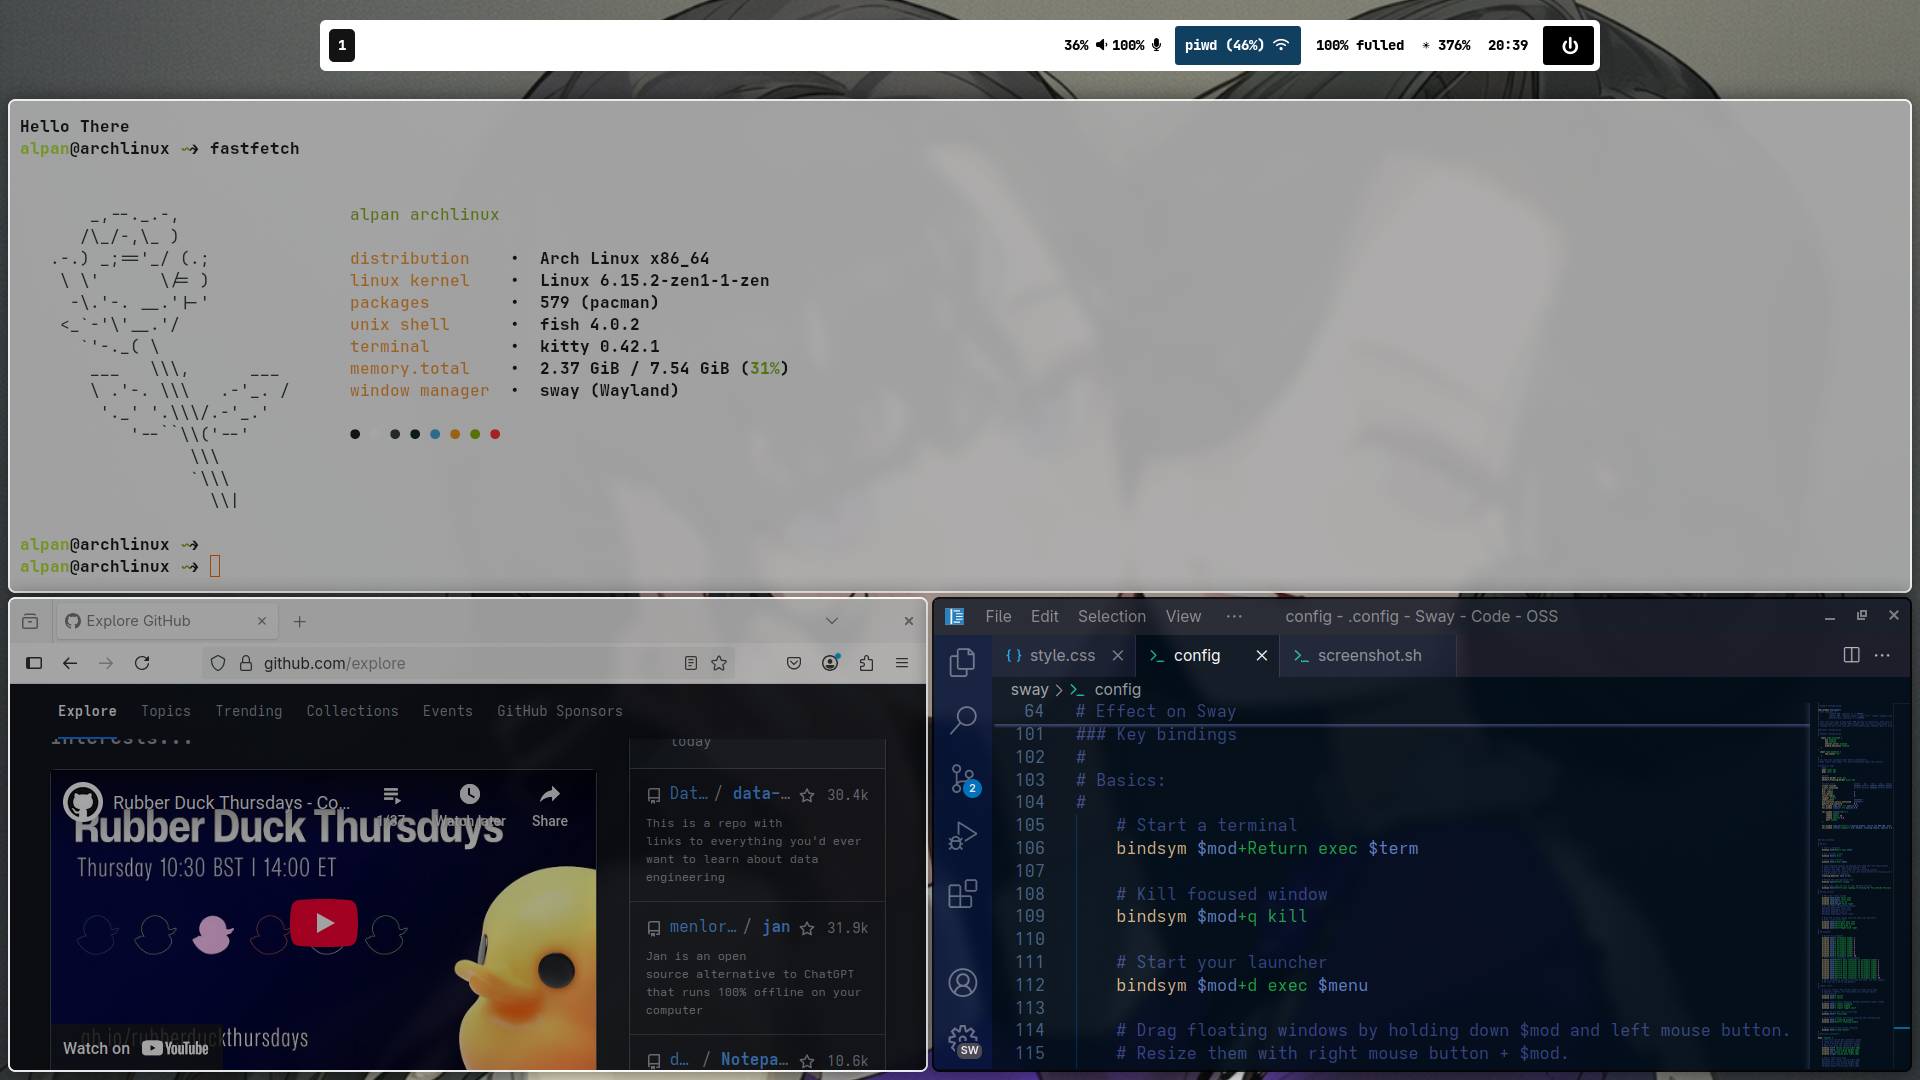 1
36% 100% piwd (46%) 100% fulled ☀ 376% 20:39
Hello There
alpan@archlinux ~> fastfetch
alpan archlinux
distribution • Arch Linux x86_64
linux kernel • Linux 6.15.2-zen1-1-zen
packages • 579 (pacman)
unix shell • fish 4.0.2
terminal • kitty 0.42.1
memory.total • 2.37 GiB / 7.54 GiB (31%)
window manager • sway (Wayland)
alpan@archlinux ~>
alpan@archlinux ~>
Explore GitHub
github.com/explore
Explore Topics Trending Collections Events GitHub Sponsors
interests...
Rubber Duck Thursdays - Co...
1/37 Watch later Share
Rubber Duck Thursdays
Thursday 10:30 BST | 14:00 ET
gh.io/rubberduckthursdays
Watch on YouTube
today
Dat... / data-... 30.4k
This is a repo with
links to everything you'd ever
want to learn about data
engineering
menlor... / jan 31.9k
Jan is an open
source alternative to ChatGPT
that runs 100% offline on your
computer
d... / Notepa... 10.6k
File Edit Selection View ··· config - .config - Sway - Code - OSS
style.css config screenshot.sh
sway > config
2
SW
64 # Effect on Sway
101 ### Key bindings
102 #
103 # Basics:
104 #
105 # Start a terminal
106 bindsym $mod+Return exec $term
107
108 # Kill focused window
109 bindsym $mod+q kill
110
111 # Start your launcher
112 bindsym $mod+d exec $menu
113
114 # Drag floating windows by holding down $mod and left mouse button.
115 # Resize them with right mouse button + $mod.